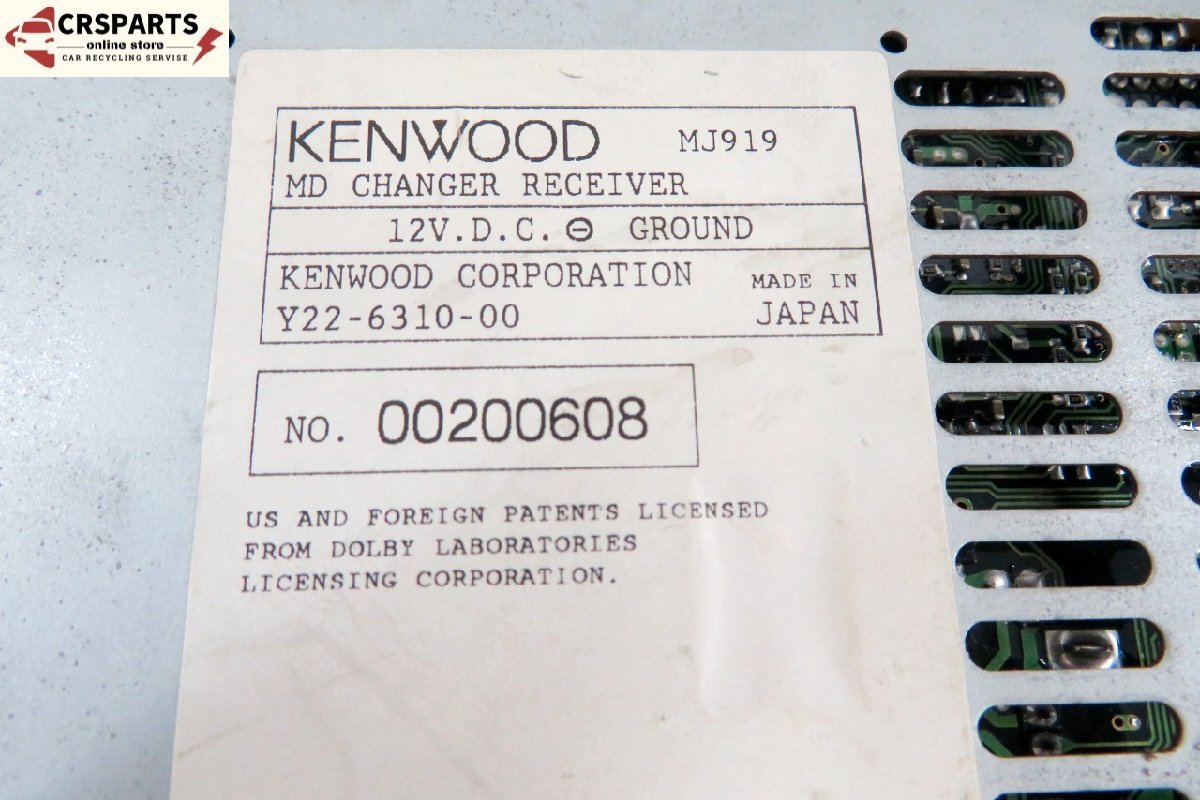 CRSPARTS
online store
CAR RECYCLING SERVISE
KENWOOD MJ919
MD CHANGER RECEIVER
12V.D.C. ⊖ GROUND
KENWOOD CORPORATION MADE IN
Y22-6310-00 JAPAN
NO. 00200608
US AND FOREIGN PATENTS LICENSED
FROM DOLBY LABORATORIES
LICENSING CORPORATION.